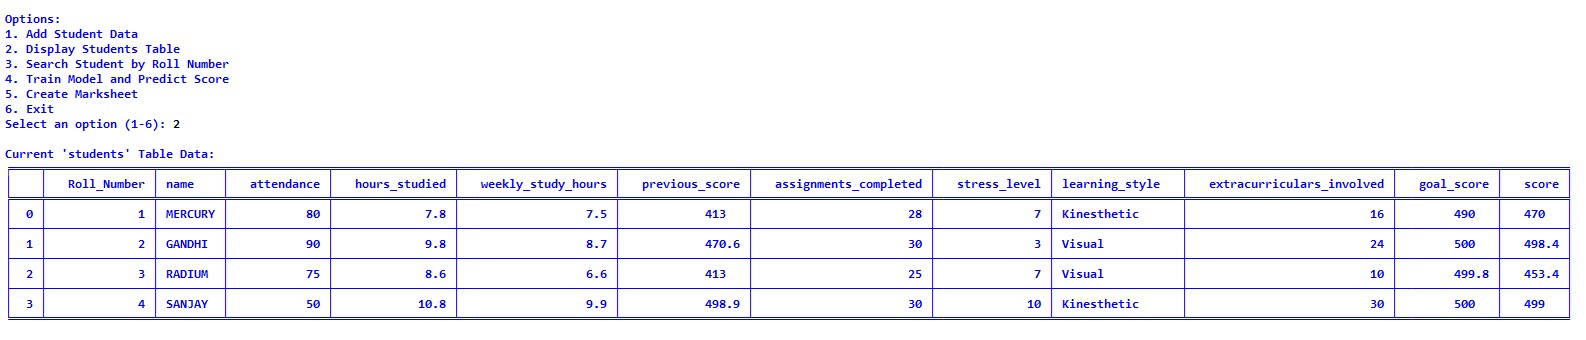 Options:
1. Add Student Data
2. Display Students Table
3. Search Student by Roll Number
4. Train Model and Predict Score
5. Create Marksheet
6. Exit
Select an option (1-6): 2
Current 'students' Table Data:
Roll_Number name attendance hours_studied weekly_study_hours previous_score assignments_completed stress_level learning_style extracurriculars_involved goal_score score
0 1 MERCURY 80 7.8 7.5 413 28 7 Kinesthetic 16 490 470
1 2 GANDHI 90 9.8 8.7 470.6 30 3 Visual 24 500 498.4
2 3 RADIUM 75 8.6 6.6 413 25 7 Visual 10 499.8 453.4
3 4 SANJAY 50 10.8 9.9 498.9 30 10 Kinesthetic 30 500 499